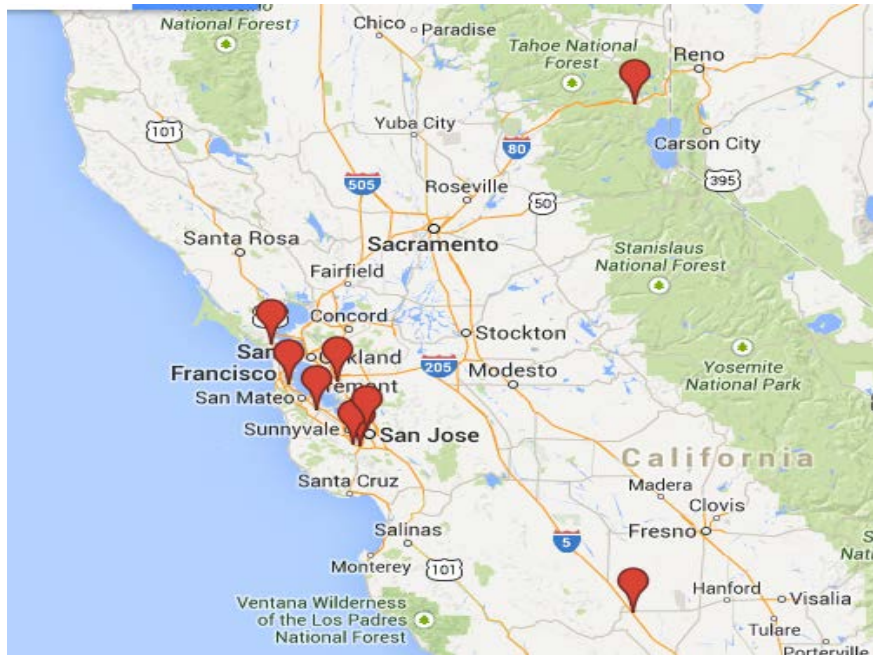 National Forest
Chico
Paradise
Tahoe National
Forest
Reno
101
Yuba City
80
Carson City
505
Roseville
50
395
Santa Rosa
Sacramento
Fairfield
Stanislaus
National Forest
Concord
Stockton
San
Francisco
Oakland
205
Modesto
Yosemite
National Park
San Mateo
Sunnyvale
San Jose
California
Santa Cruz
Madera
Clovis
Salinas
5
Fresno
Monterey
101
Hanford
Visalia
Ventana Wilderness
of the Los Padres
National Forest
Tulare
Porterville